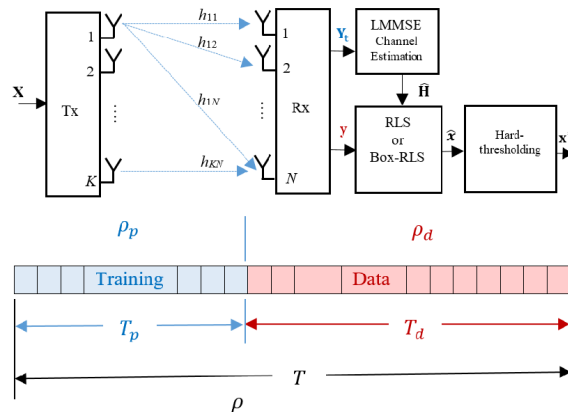 X
Tx
1
2
K
h₁₁
h₁₂
h₁N
hKN
1
2
N
Rx
Yₜ
y
LMMSE
Channel
Estimation
Ĥ
RLS
or
Box-RLS
x̂
Hard-
thresholding
x
ρₚ
ρd
Training
Data
Tₚ
Td
T
ρ